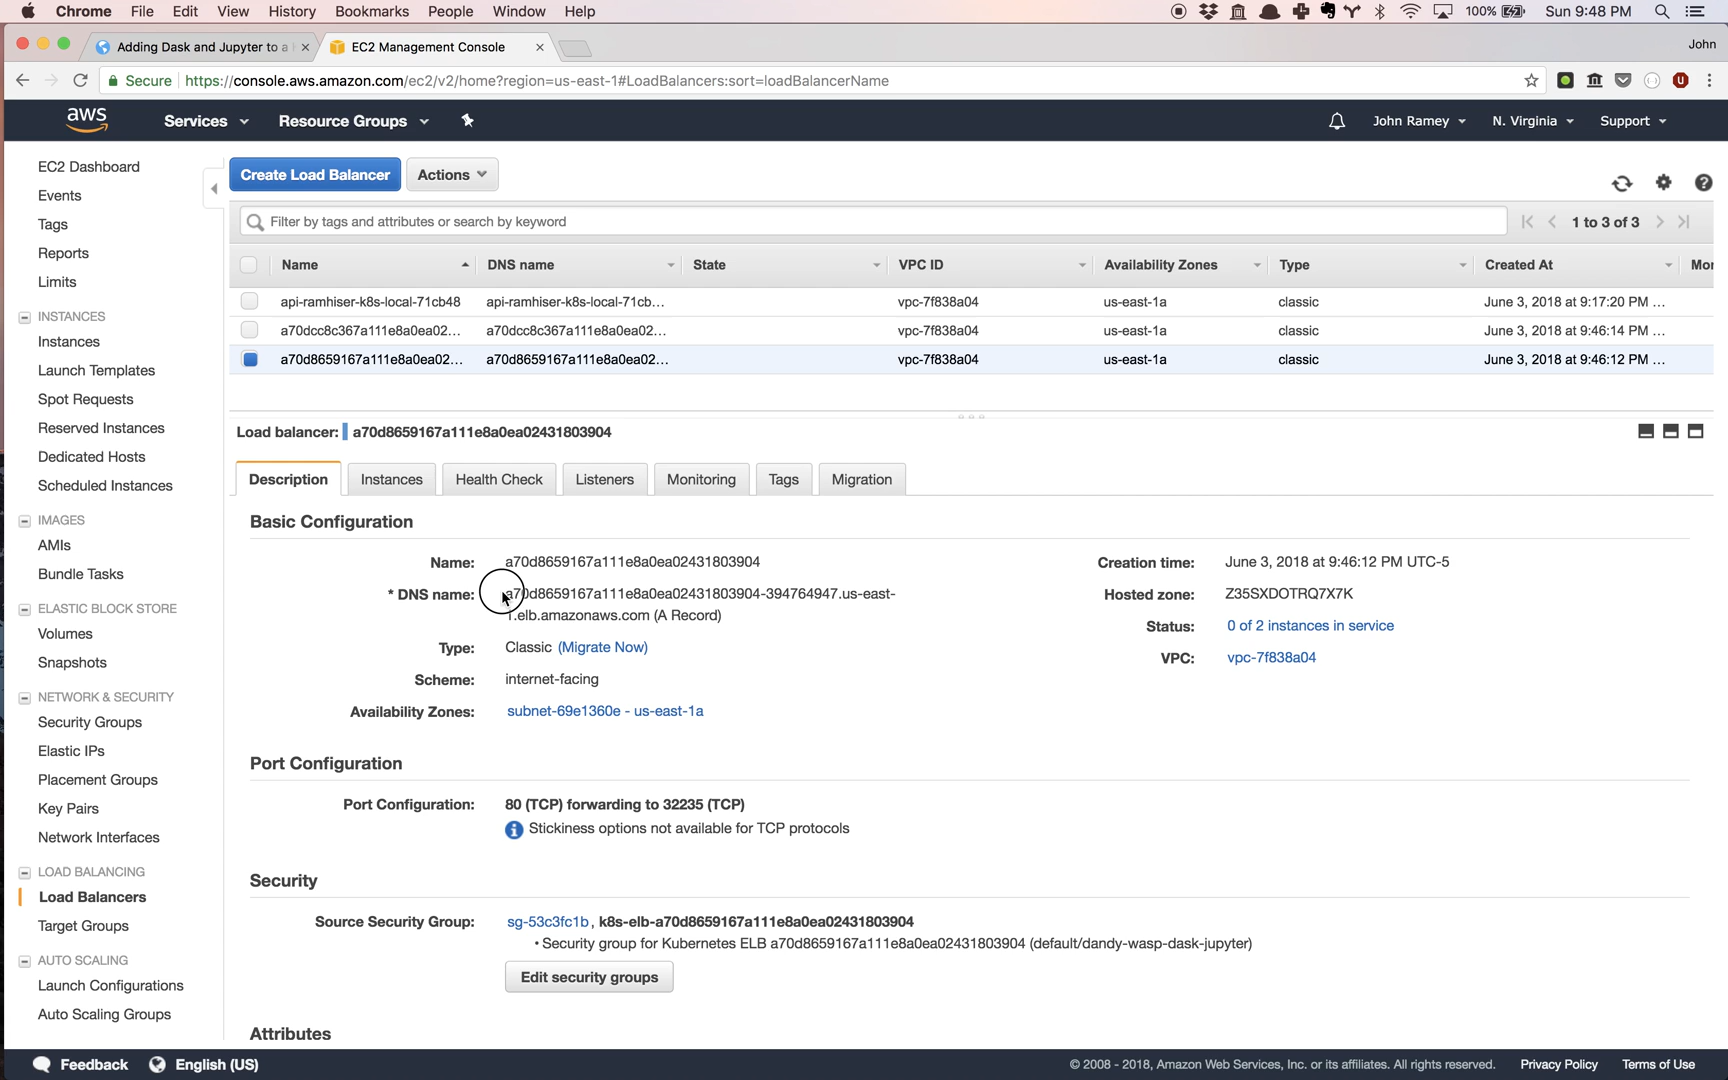 Chrome File Edit View History Bookmarks People Window Help 100% Sun 9:48 PM
Adding Dask and Jupyter to a EC2 Management Console John
Secure https://console.aws.amazon.com/ec2/v2/home?region=us-east-1#LoadBalancers:sort=loadBalancerName
aws Services Resource Groups John Ramey N. Virginia Support
EC2 Dashboard
Events
Tags
Reports
Limits
INSTANCES
Instances
Launch Templates
Spot Requests
Reserved Instances
Dedicated Hosts
Scheduled Instances
IMAGES
AMIs
Bundle Tasks
ELASTIC BLOCK STORE
Volumes
Snapshots
NETWORK & SECURITY
Security Groups
Elastic IPs
Placement Groups
Key Pairs
Network Interfaces
LOAD BALANCING
Load Balancers
Target Groups
AUTO SCALING
Launch Configurations
Auto Scaling Groups
Create Load Balancer Actions
Filter by tags and attributes or search by keyword 1 to 3 of 3
Name DNS name State VPC ID Availability Zones Type Created At Mor
api-ramhiser-k8s-local-71cb48 api-ramhiser-k8s-local-71cb... vpc-7f838a04 us-east-1a classic June 3, 2018 at 9:17:20 PM ...
a70dcc8c367a111e8a0ea02... a70dcc8c367a111e8a0ea02... vpc-7f838a04 us-east-1a classic June 3, 2018 at 9:46:14 PM ...
a70d8659167a111e8a0ea02... a70d8659167a111e8a0ea02... vpc-7f838a04 us-east-1a classic June 3, 2018 at 9:46:12 PM ...
Load balancer: a70d8659167a111e8a0ea02431803904
Description Instances Health Check Listeners Monitoring Tags Migration
Basic Configuration
Name: a70d8659167a111e8a0ea02431803904 Creation time: June 3, 2018 at 9:46:12 PM UTC-5
* DNS name: a70d8659167a111e8a0ea02431803904-394764947.us-east- Hosted zone: Z35SXDOTRQ7X7K
1.elb.amazonaws.com (A Record) Status: 0 of 2 instances in service
Type: Classic (Migrate Now) VPC: vpc-7f838a04
Scheme: internet-facing
Availability Zones: subnet-69e1360e - us-east-1a
Port Configuration
Port Configuration: 80 (TCP) forwarding to 32235 (TCP)
Stickiness options not available for TCP protocols
Security
Source Security Group: sg-53c3fc1b, k8s-elb-a70d8659167a111e8a0ea02431803904
• Security group for Kubernetes ELB a70d8659167a111e8a0ea02431803904 (default/dandy-wasp-dask-jupyter)
Edit security groups
Attributes
Feedback English (US) © 2008 - 2018, Amazon Web Services, Inc. or its affiliates. All rights reserved. Privacy Policy Terms of Use